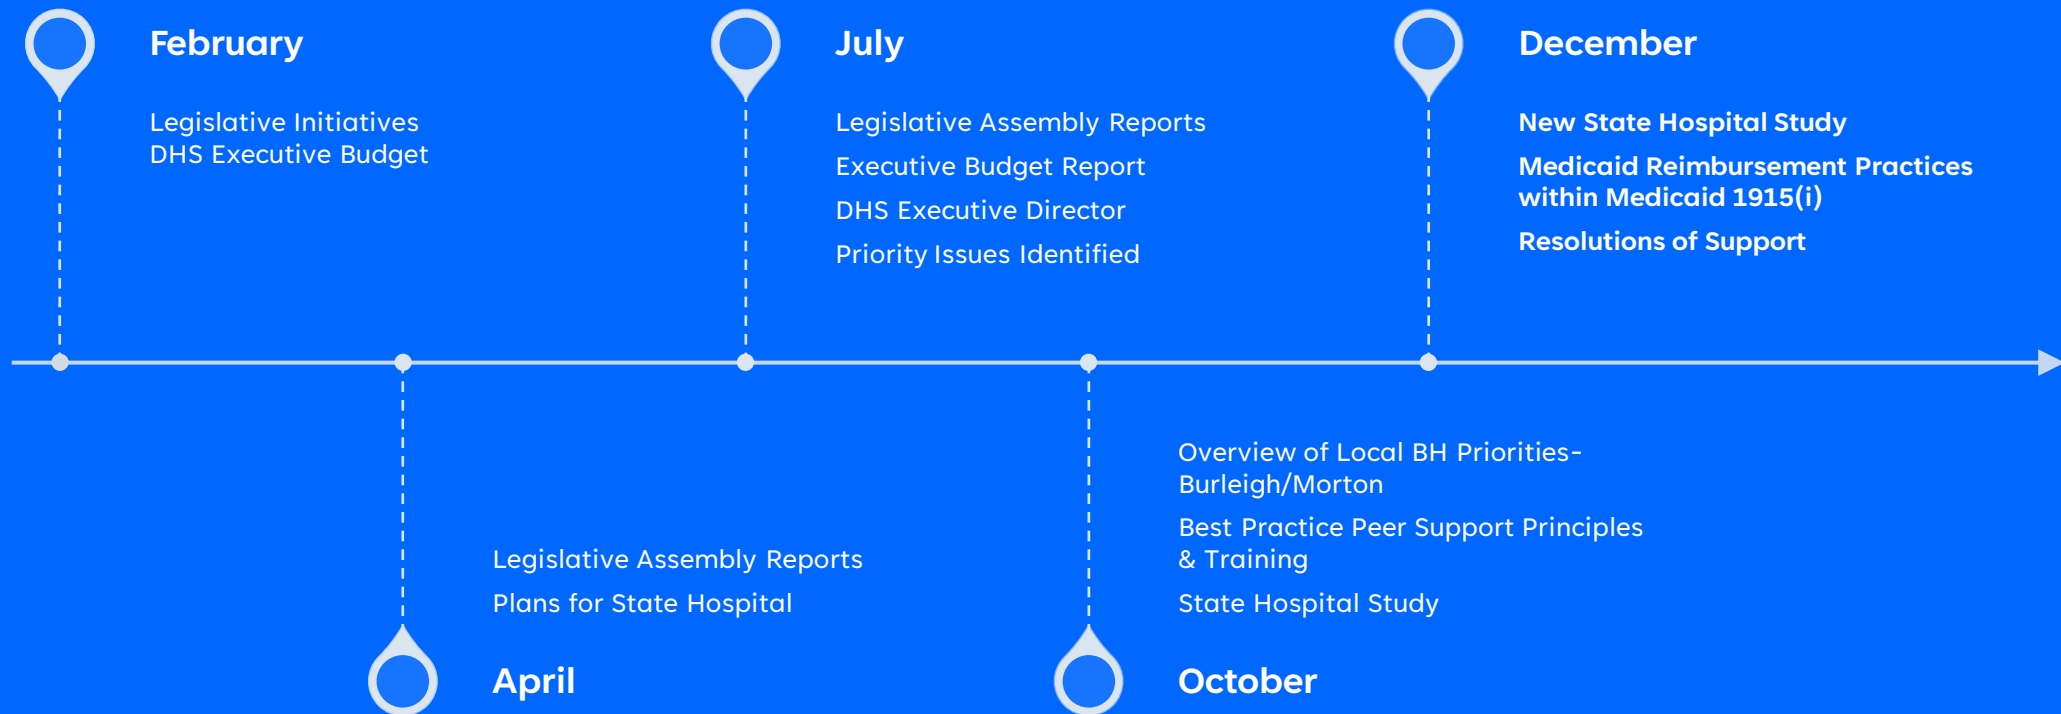 February
Legislative Initiatives
DHS Executive Budget
July
Legislative Assembly Reports
Executive Budget Report
DHS Executive Director
Priority Issues Identified
December
New State Hospital Study
Medicaid Reimbursement Practices
within Medicaid 1915(i)
Resolutions of Support
Legislative Assembly Reports
Plans for State Hospital
April
Overview of Local BH Priorities-
Burleigh/Morton
Best Practice Peer Support Principles
& Training
State Hospital Study
October